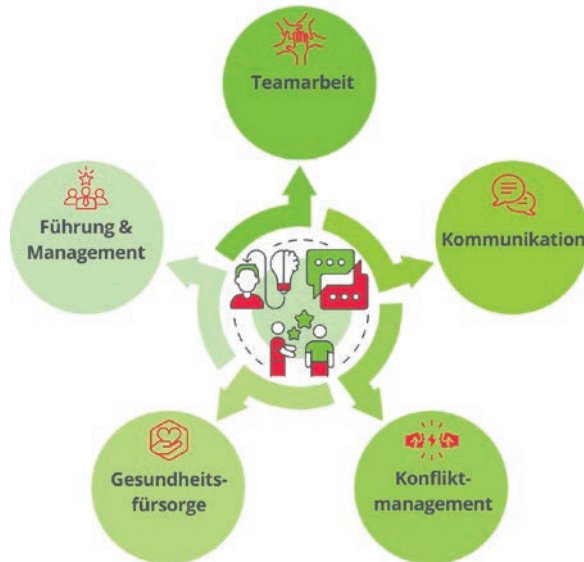 Teamarbeit
Kommunikation
Konflikt-
management
Gesundheits-
fürsorge
Führung &
Management